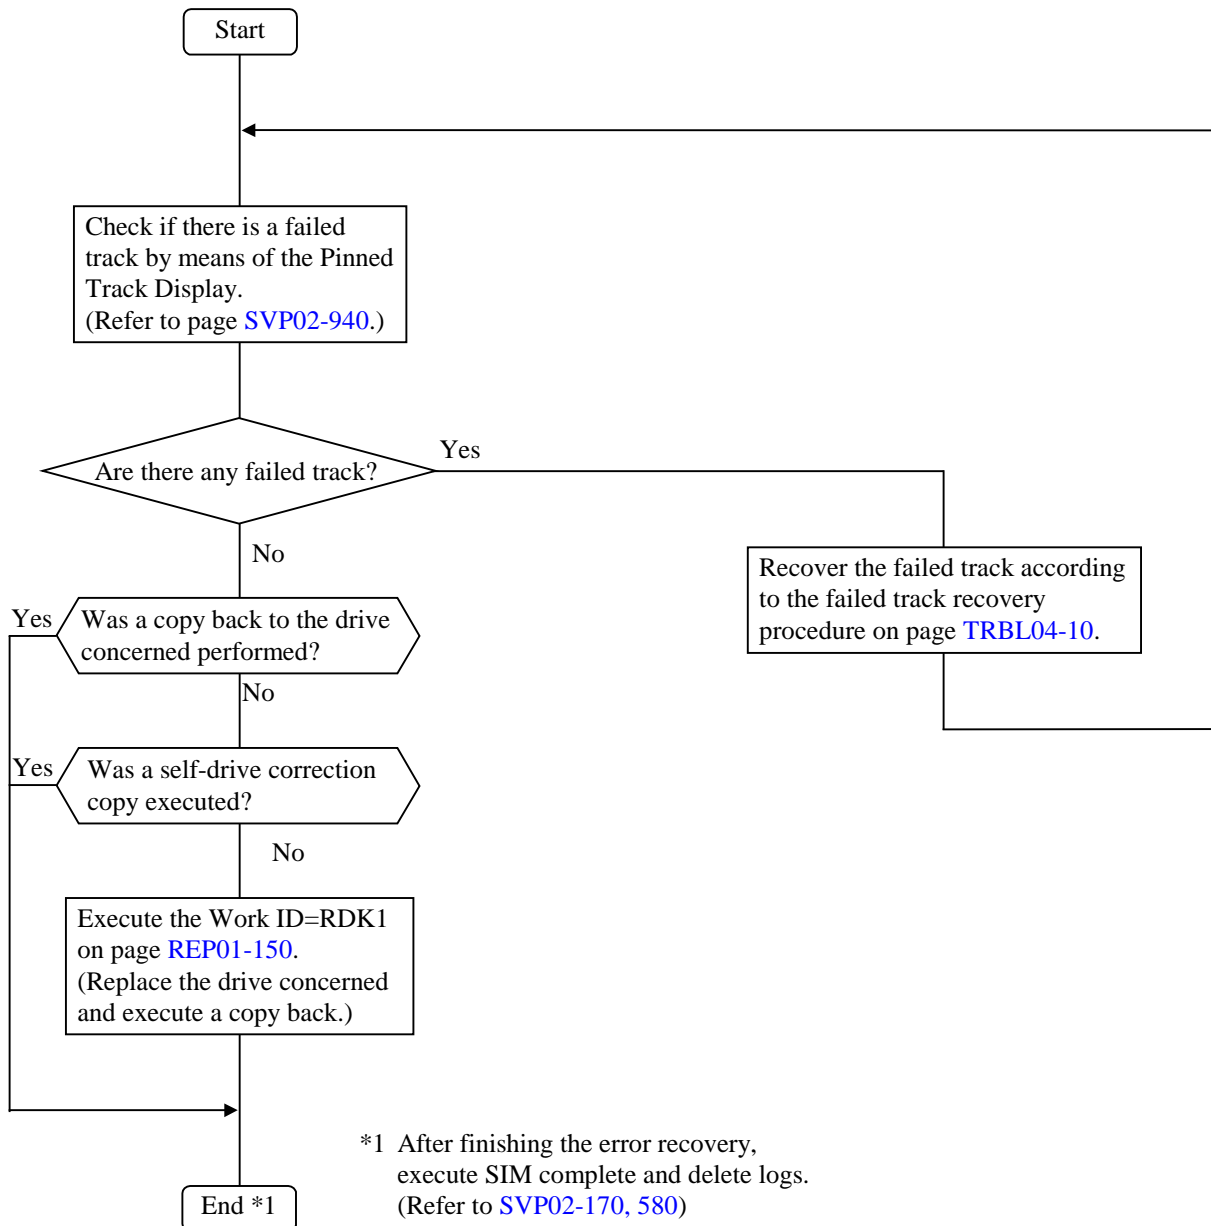 Start
Check if there is a failed
track by means of the Pinned
Track Display.
(Refer to page SVP02-940.)
Are there any failed track?
Yes
No
Recover the failed track according
to the failed track recovery
procedure on page TRBL04-10.
Yes
Was a copy back to the drive
concerned performed?
No
Yes
Was a self-drive correction
copy executed?
No
Execute the Work ID=RDK1
on page REP01-150.
(Replace the drive concerned
and execute a copy back.)
*1 After finishing the error recovery,
execute SIM complete and delete logs.
(Refer to SVP02-170, 580)
End *1